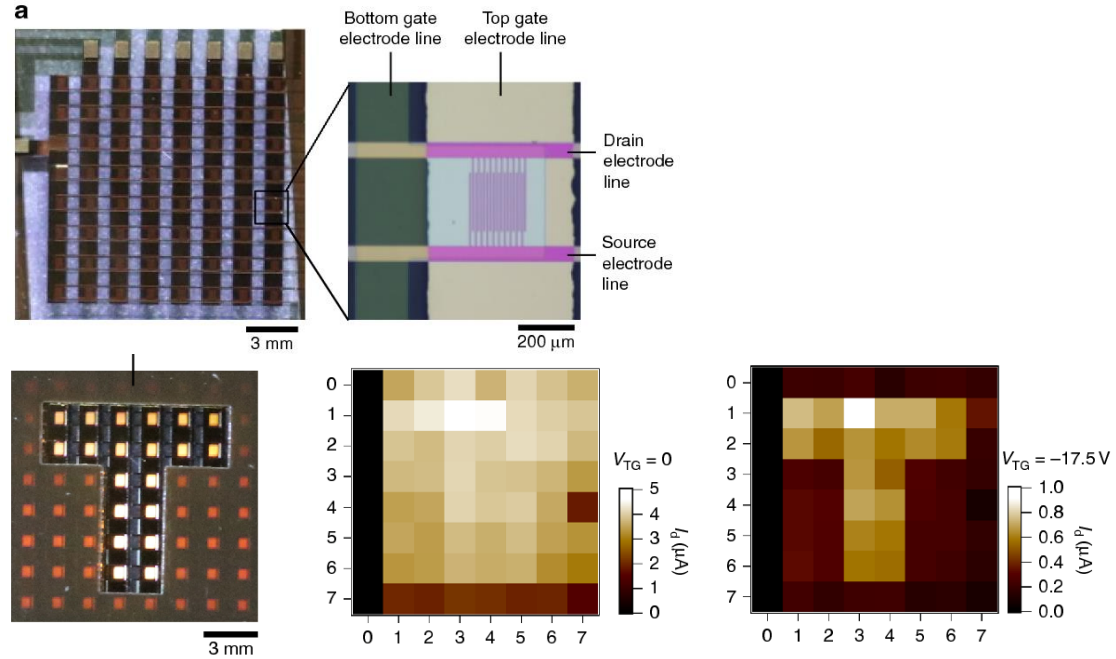 a
Bottom gate
electrode line
Top gate
electrode line
Drain
electrode
line
Source
electrode
line
3 mm
200 μm
3 mm
0
1
2
3
4
5
6
7
0 1 2 3 4 5 6 7
V_TG = 0
5
4
3
2
1
0
I_d (μA)
0
1
2
3
4
5
6
7
0 1 2 3 4 5 6 7
V_TG = −17.5 V
1.0
0.8
0.6
0.4
0.2
0.0
I_d (μA)